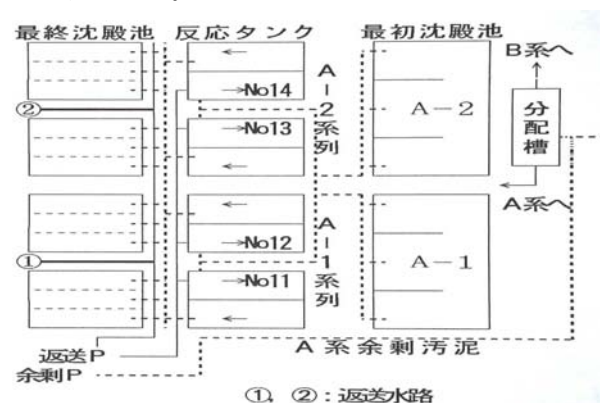 最終沈殿池 反応タンク 最初沈殿池
B系へ
分配槽
A系へ
A-2系列
A-1系列
No14
No13
No12
No11
A-2
A-1
②
①
返送P
余剰P
A系余剰汚泥
①，②：返送水路